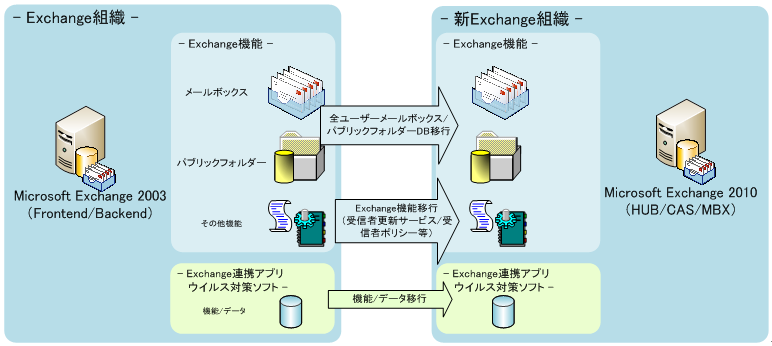 - Exchange組織 -
- Exchange機能 -
メールボックス
パブリックフォルダー
その他機能
Microsoft Exchange 2003
(Frontend/Backend)
- Exchange連携アプリ
ウイルス対策ソフト -
機能/データ
全ユーザーメールボックス/
パブリックフォルダーDB移行
Exchange機能移行
(受信者更新サービス/受
信者ポリシー等)
機能/データ移行
- 新Exchange組織 -
- Exchange機能 -
Microsoft Exchange 2010
(HUB/CAS/MBX)
- Exchange連携アプリ
ウイルス対策ソフト -